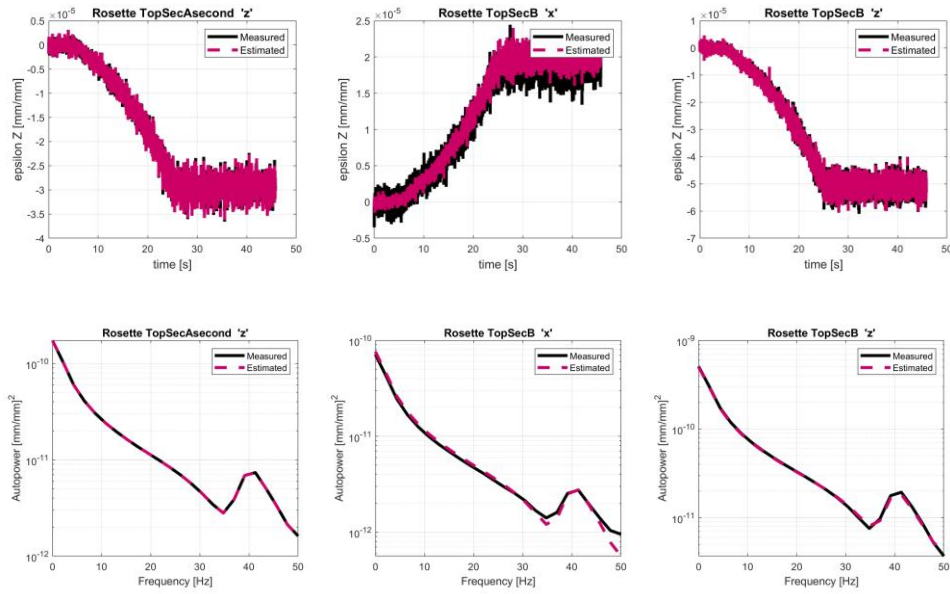 Rosette TopSecAsecond 'z'
×10⁻⁵
0.5
0
-0.5
-1
-1.5
-2
-2.5
-3
-3.5
-4
epsilon Z [mm/mm]
0 10 20 30 40 50
time [s]
Measured
Estimated
Rosette TopSecB 'x'
×10⁻⁵
2.5
2
1.5
1
0.5
0
-0.5
epsilon Z [mm/mm]
0 10 20 30 40 50
time [s]
Measured
Estimated
Rosette TopSecB 'z'
×10⁻⁵
1
0
-1
-2
-3
-4
-5
-6
-7
epsilon Z [mm/mm]
0 10 20 30 40 50
time [s]
Measured
Estimated
Rosette TopSecAsecond 'z'
10⁻¹⁰
10⁻¹¹
10⁻¹²
Autopower [mm/mm]²
0 10 20 30 40 50
Frequency [Hz]
Measured
Estimated
Rosette TopSecB 'x'
10⁻¹⁰
10⁻¹¹
10⁻¹²
Autopower [mm/mm]²
0 10 20 30 40 50
Frequency [Hz]
Measured
Estimated
Rosette TopSecB 'z'
10⁻⁹
10⁻¹⁰
10⁻¹¹
Autopower [mm/mm]²
0 10 20 30 40 50
Frequency [Hz]
Measured
Estimated